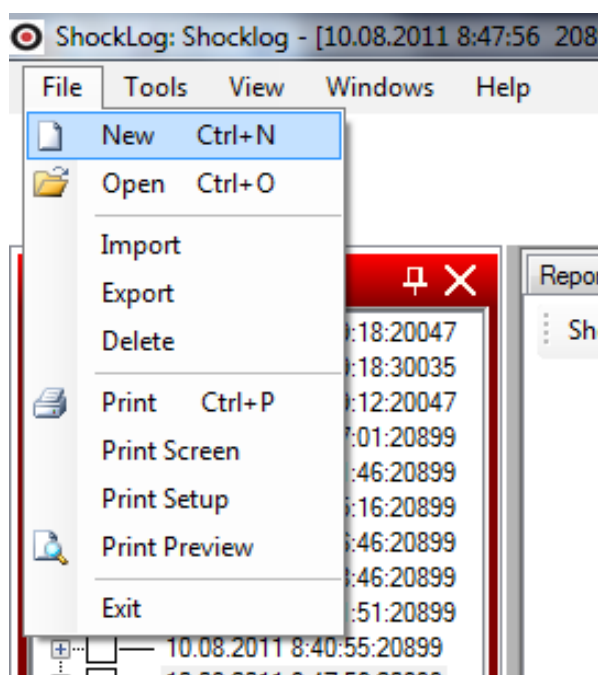 ShockLog: Shocklog - [10.08.2011 8:47:56 208
File Tools View Windows Help
New Ctrl+N
Open Ctrl+O
Import
Export
Delete
Print Ctrl+P
Print Screen
Print Setup
Print Preview
Exit
:18:20047
:18:30035
:12:20047
:01:20899
:46:20899
:16:20899
:46:20899
:46:20899
:51:20899
10.08.2011 8:40:55:20899
Repor
Sh